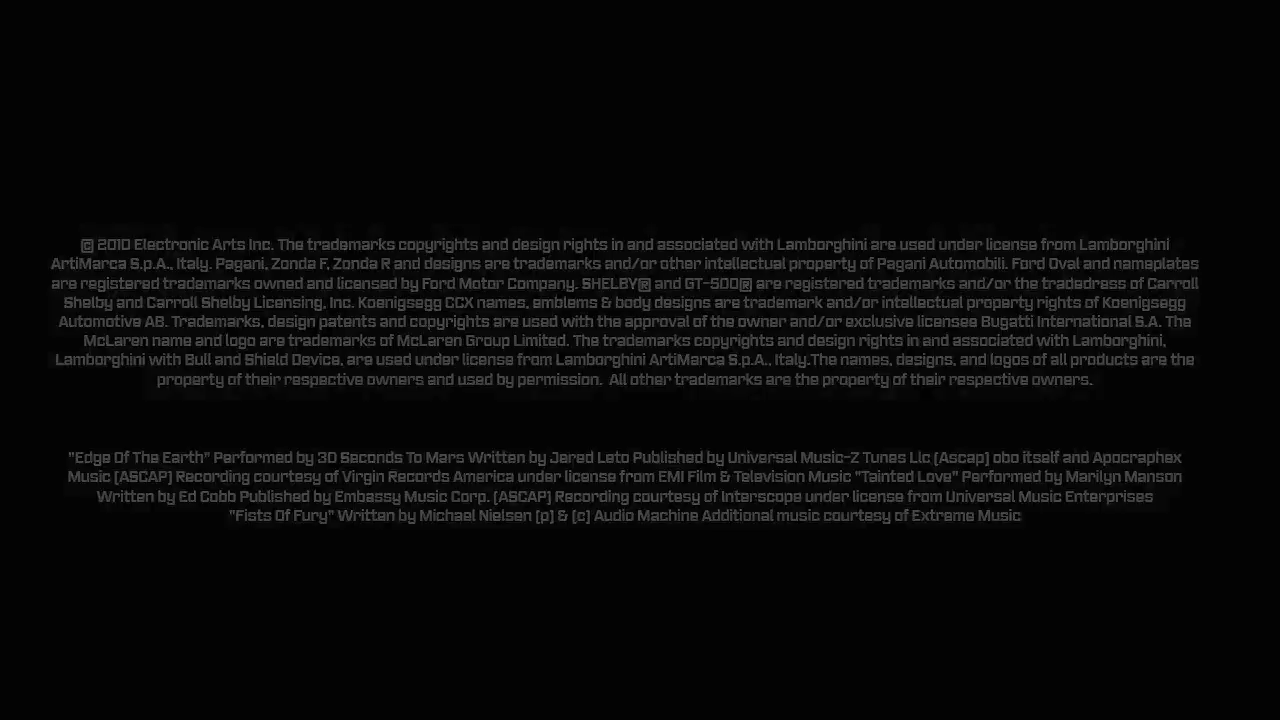 © 2010 Electronic Arts Inc. The trademarks copyrights and design rights in and associated with Lamborghini are used under license from Lamborghini
ArtiMarca S.p.A., Italy. Pagani, Zonda F, Zonda R and designs are trademarks and/or other intellectual property of Pagani Automobili. Ford Oval and nameplates
are registered trademarks owned and licensed by Ford Motor Company. SHELBY® and GT-500® are registered trademarks and/or the tradedress of Carroll
Shelby and Carroll Shelby Licensing, Inc. Koenigsegg CCX names, emblems & body designs are trademark and/or intellectual property rights of Koenigsegg
Automotive AB. Trademarks, design patents and copyrights are used with the approval of the owner and/or exclusive licensee Bugatti International S.A. The
McLaren name and logo are trademarks of McLaren Group Limited. The trademarks copyrights and design rights in and associated with Lamborghini,
Lamborghini with Bull and Shield Device, are used under license from Lamborghini ArtiMarca S.p.A., Italy.The names, designs, and logos of all products are the
property of their respective owners and used by permission. All other trademarks are the property of their respective owners.
"Edge Of The Earth" Performed by 30 Seconds To Mars Written by Jared Leto Published by Universal Music-Z Tunes Llc (Ascap) obo itself and Apocraphex
Music (ASCAP) Recording courtesy of Virgin Records America under license from EMI Film & Television Music "Tainted Love" Performed by Marilyn Manson
Written by Ed Cobb Published by Embassy Music Corp. (ASCAP) Recording courtesy of Interscope under license from Universal Music Enterprises
"Fists Of Fury" Written by Michael Nielsen (p) & (c) Audio Machine Additional music courtesy of Extreme Music